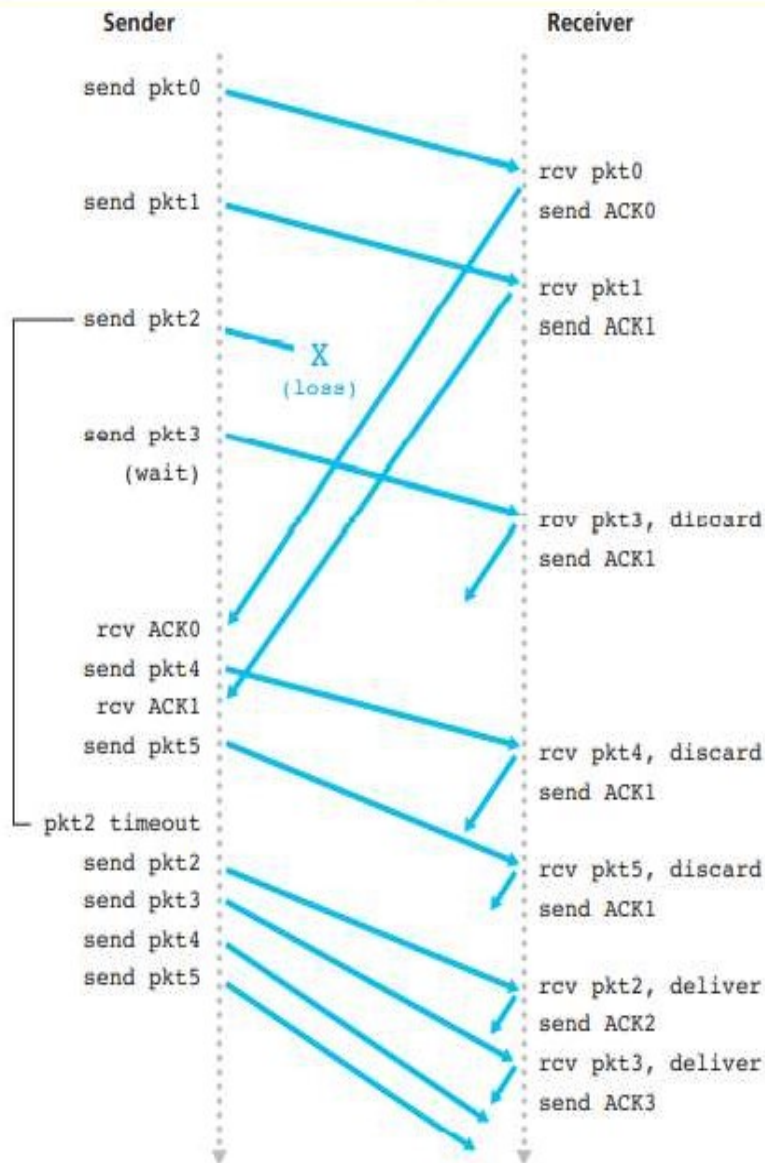 Sender
Receiver
send pkt0
rcv pkt0
send pkt1
send ACK0
rcv pkt1
send pkt2
send ACK1
X
(loss)
send pkt3
(wait)
rcv pkt3, discard
send ACK1
rcv ACK0
send pkt4
rcv ACK1
send pkt5
rcv pkt4, discard
send ACK1
pkt2 timeout
send pkt2
rcv pkt5, discard
send pkt3
send ACK1
send pkt4
send pkt5
rcv pkt2, deliver
send ACK2
rcv pkt3, deliver
send ACK3